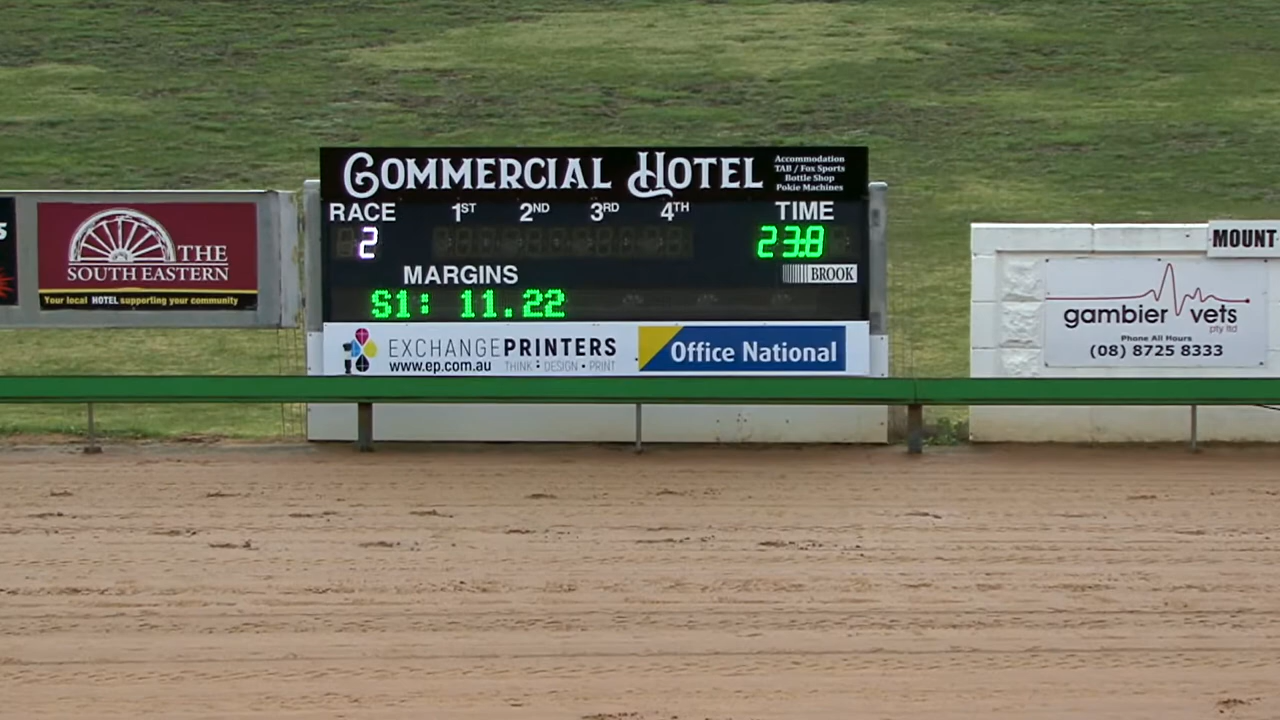 COMMERCIAL HOTEL
Accommodation
TAB / Fox Sports
Bottle Shop
Pokie Machines
RACE 1ST 2ND 3RD 4TH TIME
2 23.8
MARGINS
BROOK
S1: 11.22
EXCHANGEPRINTERS
www.ep.com.au THINK : DESIGN • PRINT
Office National
THE
SOUTH EASTERN
Your local HOTEL supporting your community
MOUNT
gambier vets
pty ltd
Phone All Hours
(08) 8725 8333